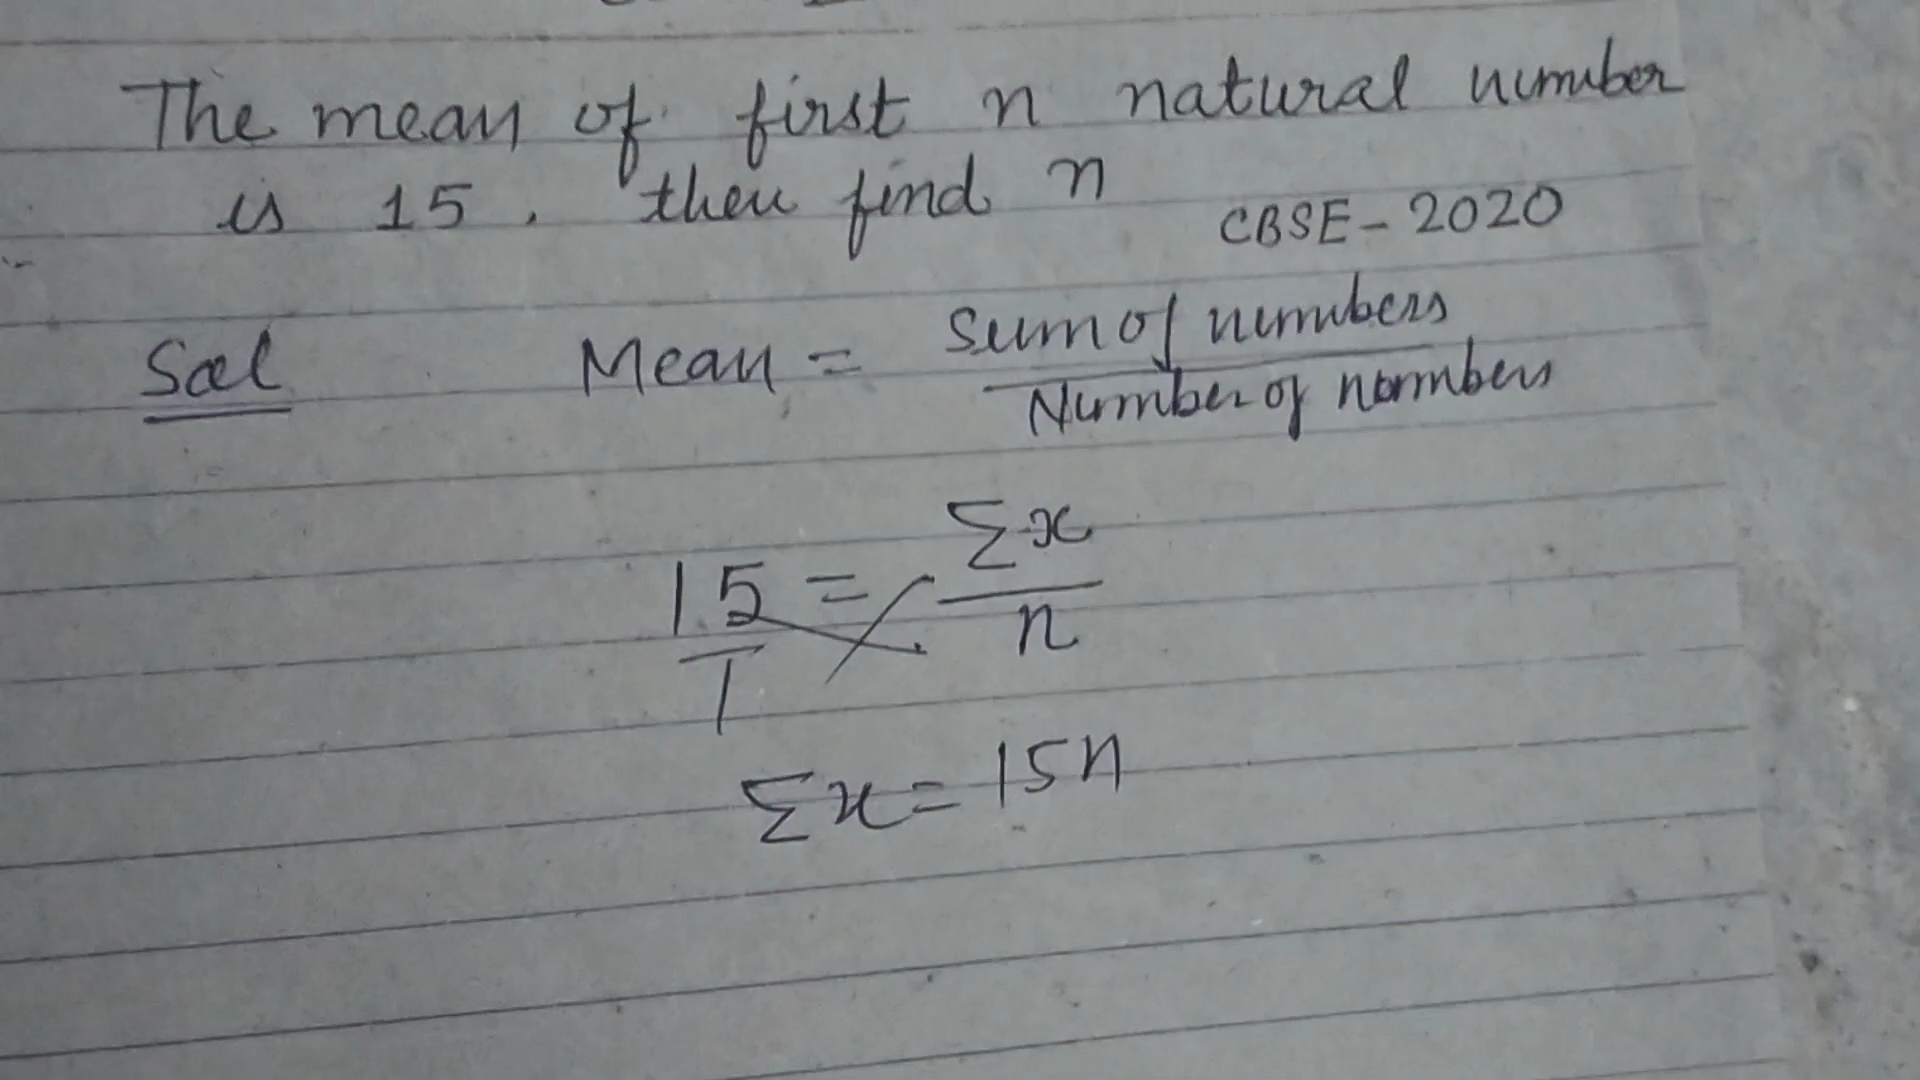 The mean of first n natural number
is 15, then find n
CBSE - 2020
Sol Mean = Sum of numbers / Number of nombers
15/1 = Σx/n
Σx = 15n